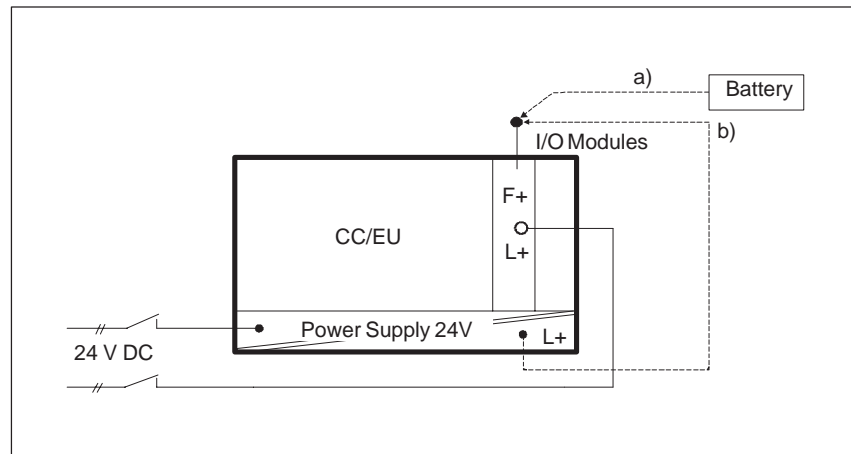 a)
Battery
b)
I/O Modules
F+
CC/EU
L+
Power Supply 24V
L+
24 V DC